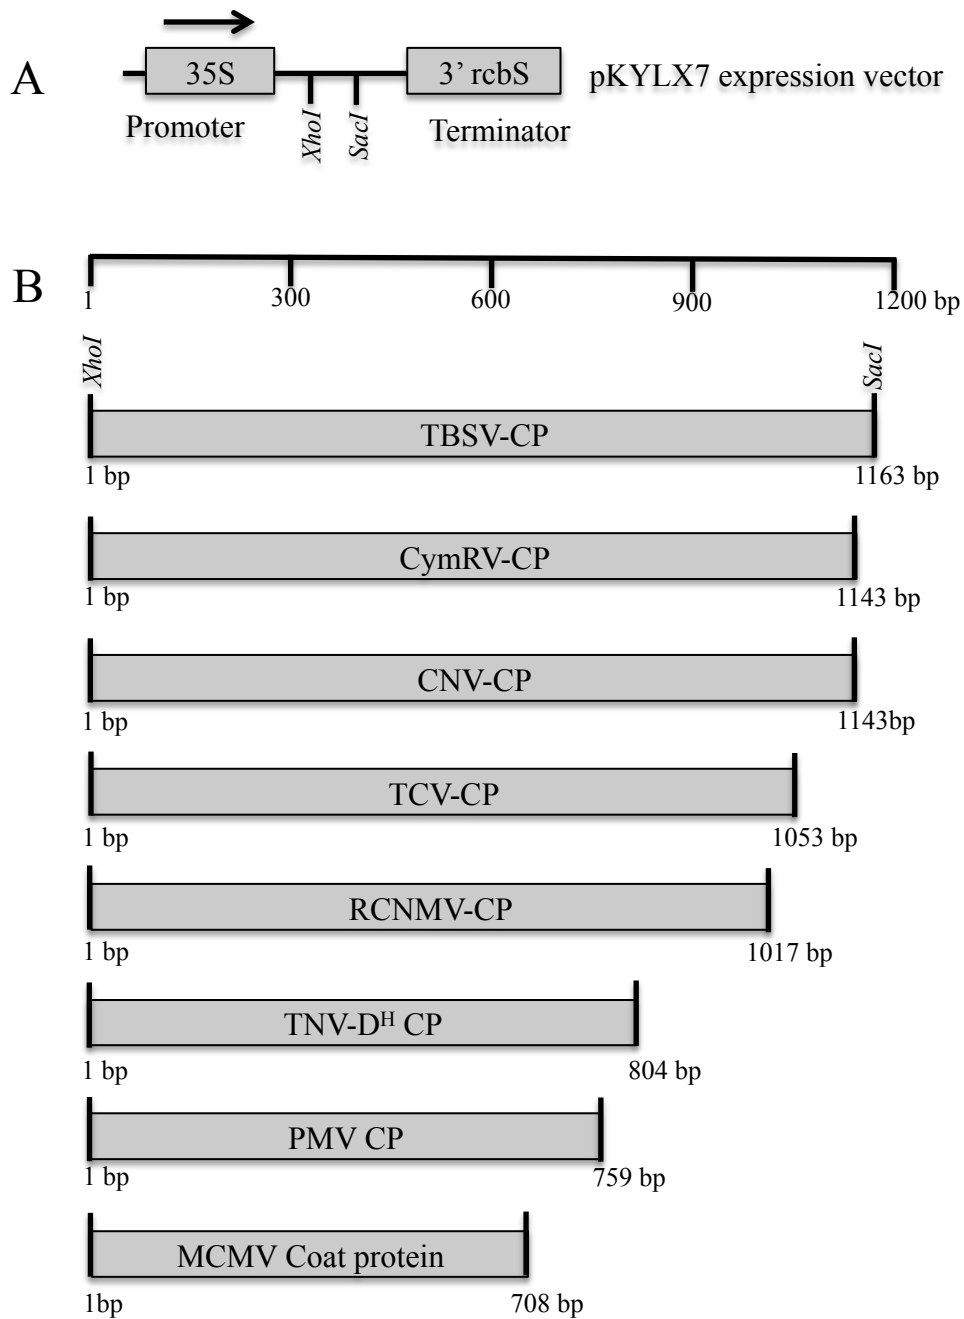 A
35S
3’ rcbS
pKYLX7 expression vector
Promoter
XhoI
SacI
Terminator
B
1
300
600
900
1200 bp
XhoI
SacI
TBSV-CP
1 bp
1163 bp
CymRV-CP
1 bp
1143 bp
CNV-CP
1 bp
1143bp
TCV-CP
1 bp
1053 bp
RCNMV-CP
1 bp
1017 bp
TNV-Dᴴ CP
1 bp
804 bp
PMV CP
1 bp
759 bp
MCMV Coat protein
1bp
708 bp